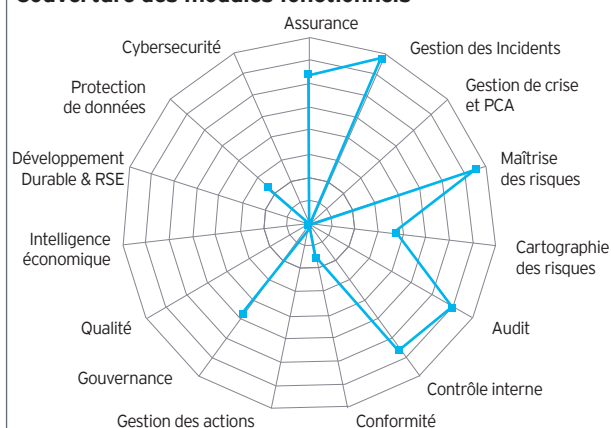 Couverture des modules fonctionnels
Assurance
Gestion des Incidents
Gestion de crise
et PCA
Maîtrise
des risques
Cartographie
des risques
Audit
Contrôle interne
Conformité
Gestion des actions
Gouvernance
Qualité
Intelligence
économique
Développement
Durable & RSE
Protection
de données
Cybersecurité